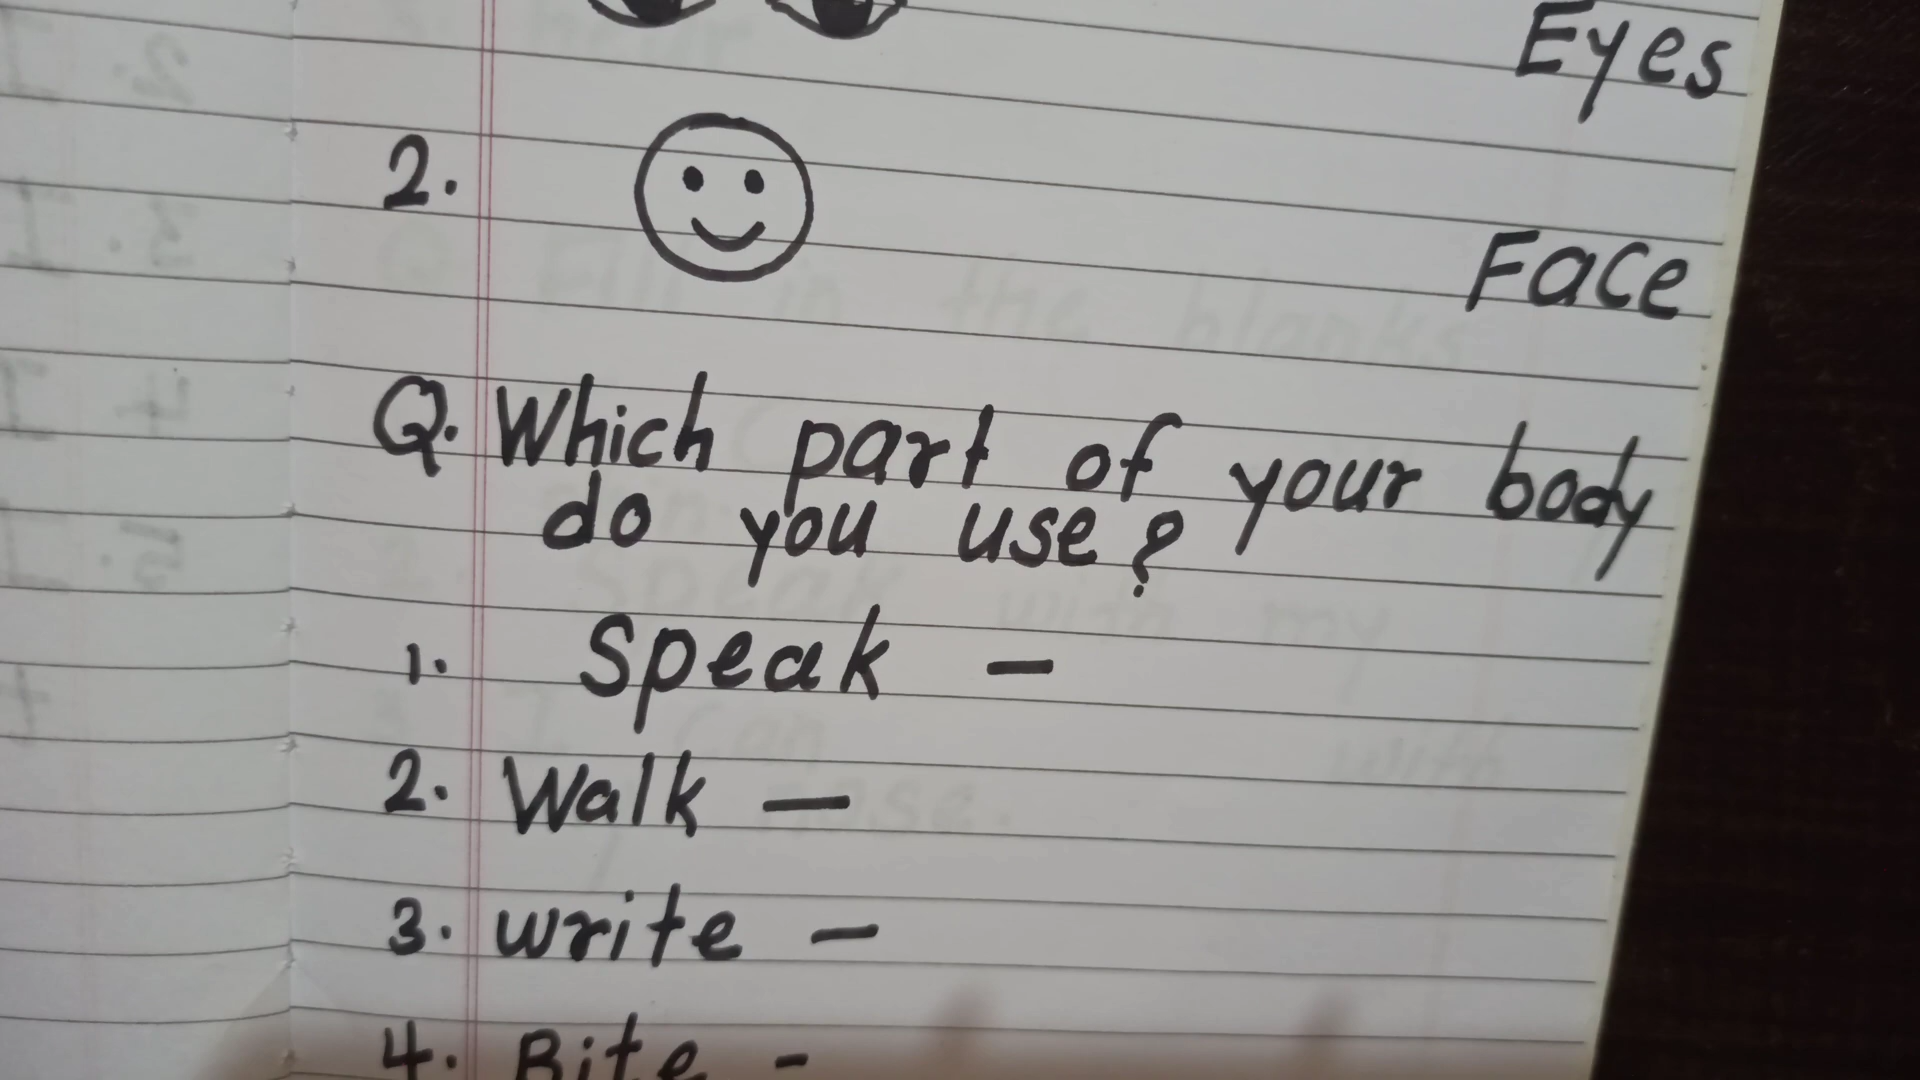 Eyes
2.
Face
Q. Which part of your body
do you use?
1. Speak -
2. Walk -
3. write -
4. Bite -